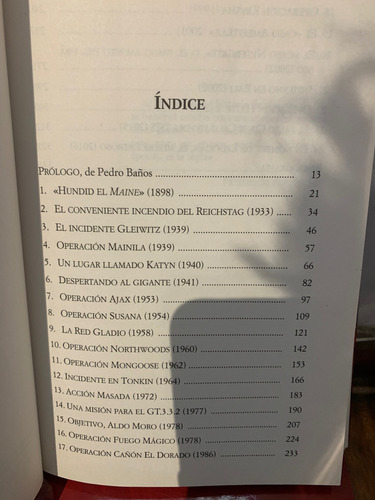 ÍNDICE
PRÓLOGO, de Pedro Baños ........ 13
1. «HUNDID EL MAINE» (1898) ........ 21
2. EL CONVENIENTE INCENDIO DEL REICHSTAG (1933) ........ 34
3. EL INCIDENTE GLEIWITZ (1939) ........ 46
4. OPERACIÓN MAINILA (1939) ........ 57
5. UN LUGAR LLAMADO KATYN (1940) ........ 66
6. DESPERTANDO AL GIGANTE (1941) ........ 82
7. OPERACIÓN AJAX (1953) ........ 97
8. OPERACIÓN SUSANA (1954) ........ 109
9. LA RED GLADIO (1958) ........ 121
10. OPERACIÓN NORTHWOODS (1960) ........ 142
11. OPERACIÓN MONGOOSE (1962) ........ 153
12. INCIDENTE EN TONKIN (1964) ........ 166
13. ACCIÓN MASADA (1972) ........ 183
14. UNA MISIÓN PARA EL GT.3.3.2 (1977) ........ 190
15. OBJETIVO, ALDO MORO (1978) ........ 207
16. OPERACIÓN FUEGO MÁGICO (1978) ........ 224
17. OPERACIÓN CAÑÓN EL DORADO (1986) ........ 233